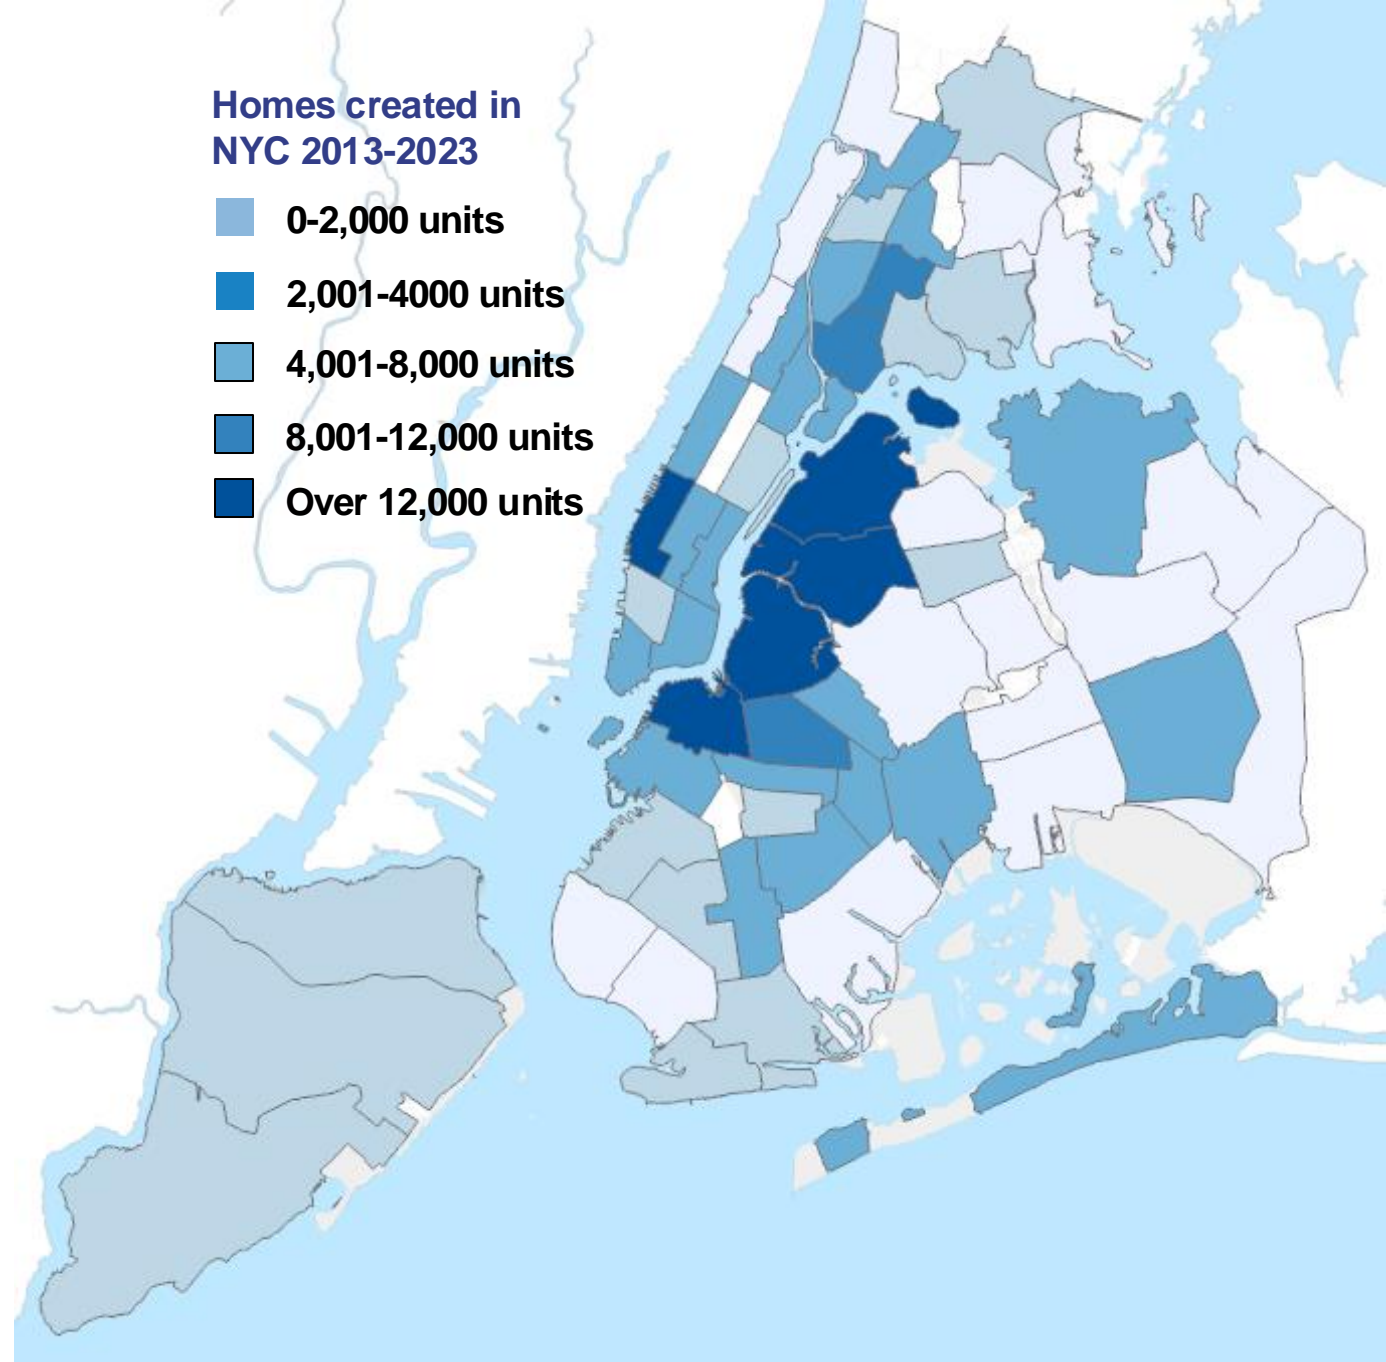 Homes created in
NYC 2013-2023
0-2,000 units
2,001-4000 units
4,001-8,000 units
8,001-12,000 units
Over 12,000 units